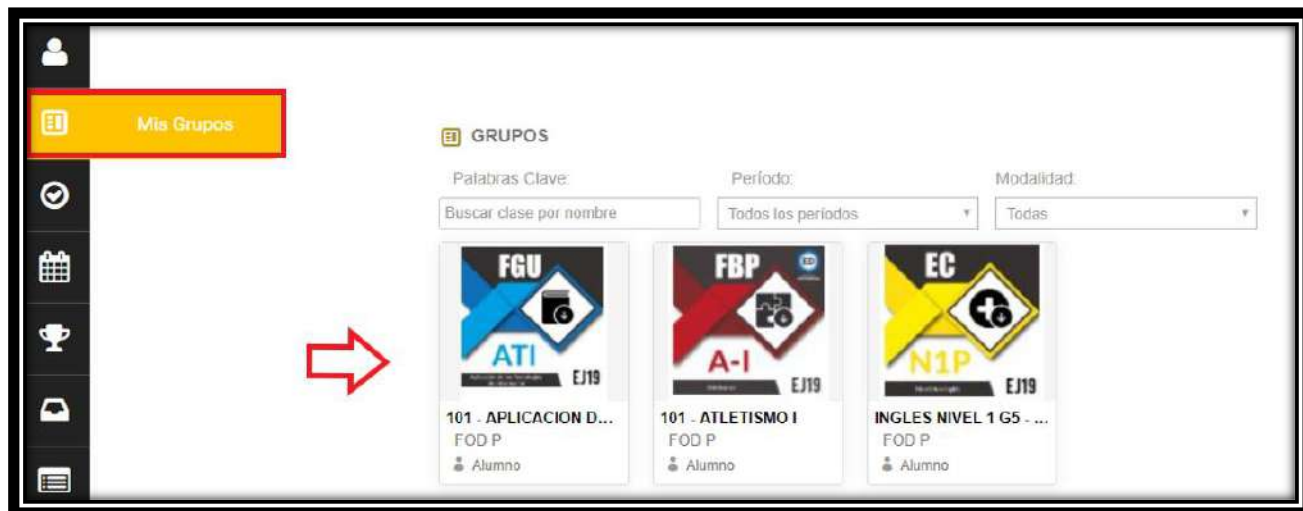 Mis Grupos
GRUPOS
Palabras Clave: Período: Modalidad:
Buscar clase por nombre Todos los períodos Todas
FGU FBP EC
ATI A-I N1P
EJ19 EJ19 EJ19
101 - APLICACION D... 101 - ATLETISMO I INGLES NIVEL 1 G5 - ...
FOD P FOD P FOD P
Alumno Alumno Alumno